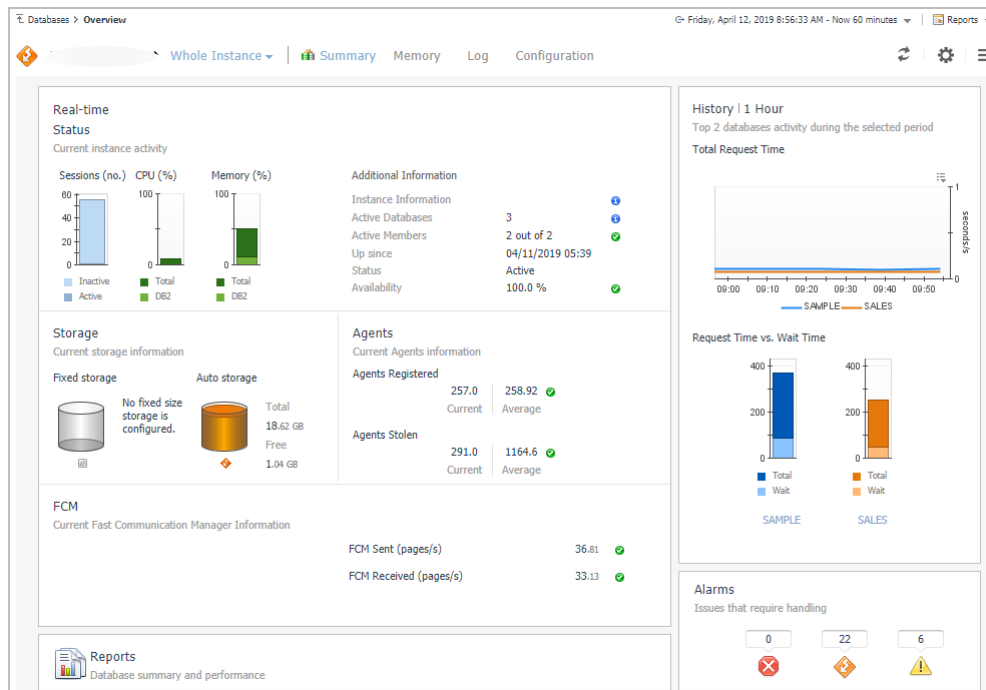 Databases > Overview
Friday, April 12, 2019 8:56:33 AM - Now 60 minutes
Reports
Whole Instance
Summary
Memory
Log
Configuration
Real-time
Status
Current instance activity
Sessions (no.)
CPU (%)
Memory (%)
60
40
20
0
100
0
100
0
Inactive
Active
Total
DB2
Total
DB2
Additional Information
Instance Information
Active Databases 3
Active Members 2 out of 2
Up since 04/11/2019 05:39
Status Active
Availability 100.0 %
Storage
Current storage information
Fixed storage
No fixed size
storage is
configured.
Auto storage
Total
18.62 GB
Free
1.04 GB
Agents
Current Agents information
Agents Registered
257.0 258.92
Current Average
Agents Stolen
291.0 1164.6
Current Average
FCM
Current Fast Communication Manager Information
FCM Sent (pages/s) 36.81
FCM Received (pages/s) 33.13
Reports
Database summary and performance
History | 1 Hour
Top 2 databases activity during the selected period
Total Request Time
1
seconds/s
0
09:00 09:10 09:20 09:30 09:40 09:50
SAMPLE SALES
Request Time vs. Wait Time
400
200
0
400
200
0
Total
Wait
Total
Wait
SAMPLE
SALES
Alarms
Issues that require handling
0 22 6